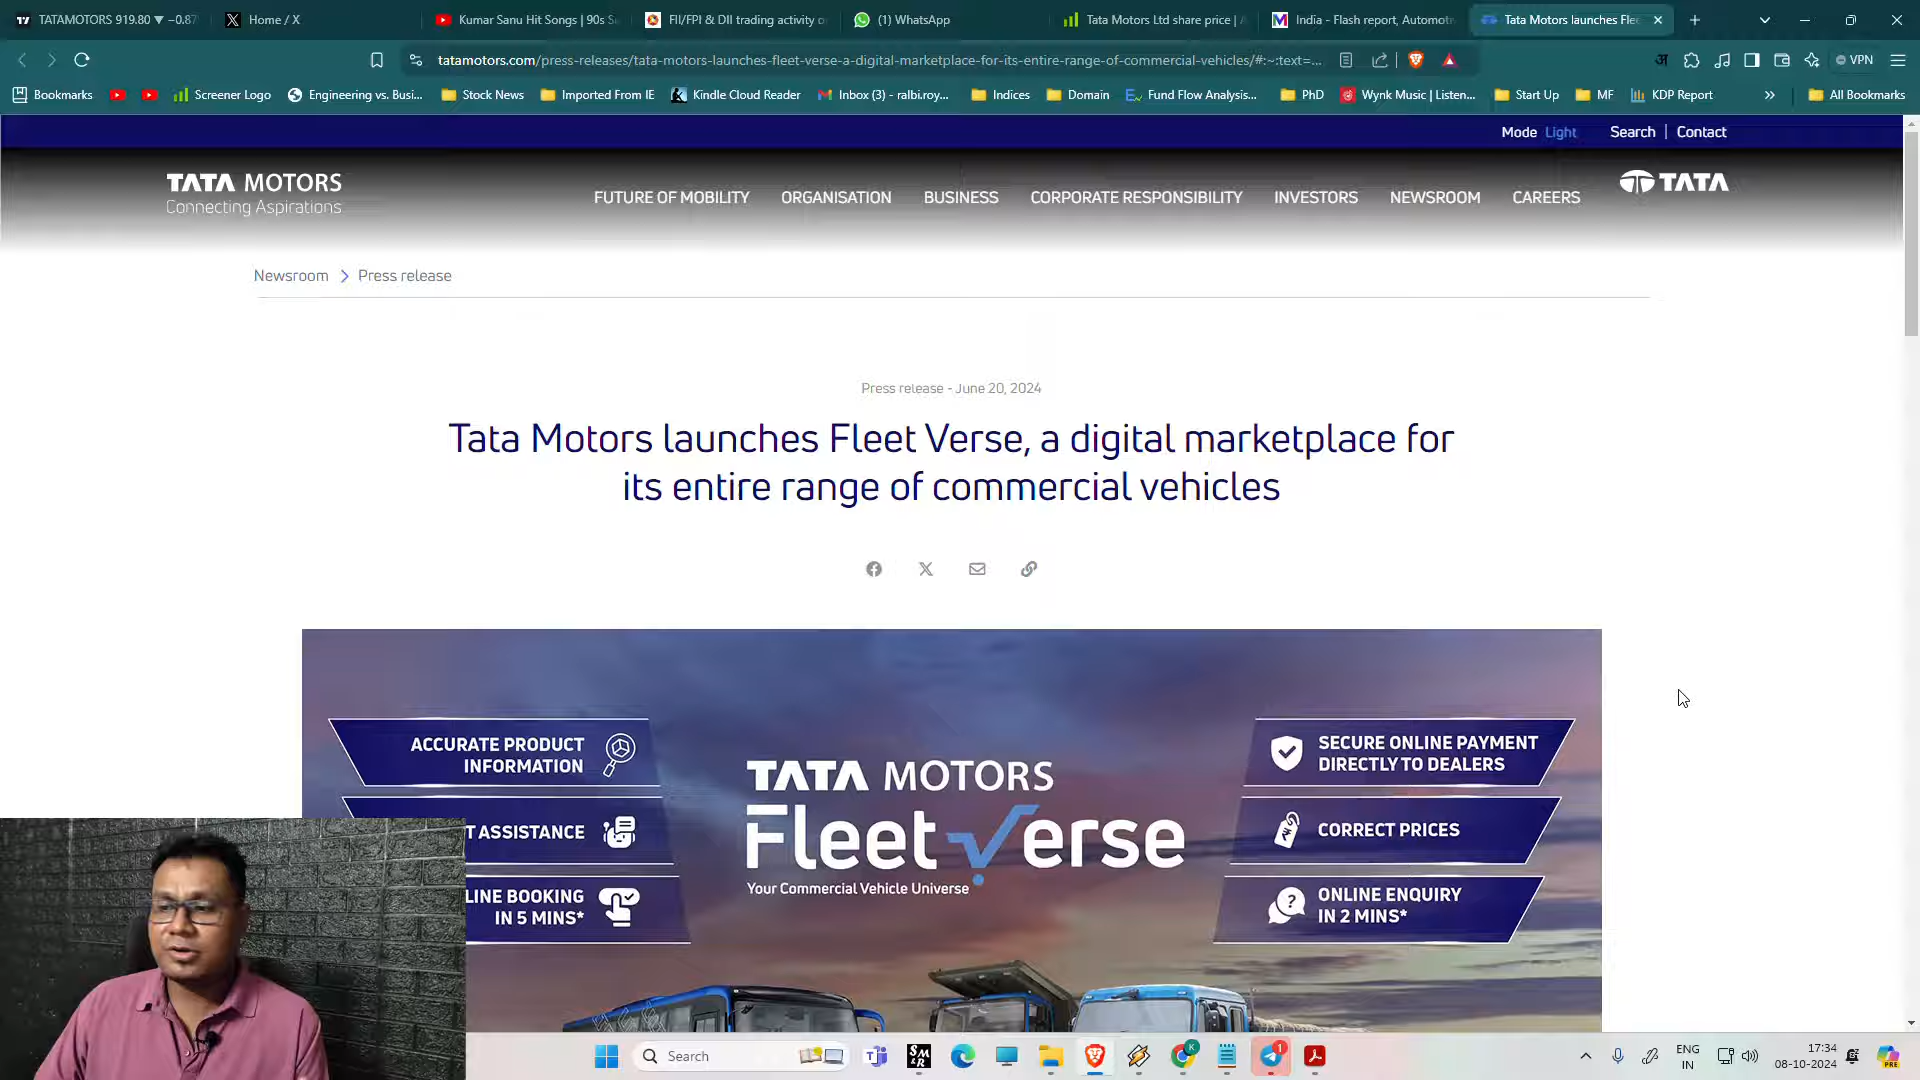 TATAMOTORS 919.80 ▼ −0.87
Home / X
Kumar Sanu Hit Songs | 90s S
FII/FPI & DII trading activity o
(1) WhatsApp
Tata Motors Ltd share price |
India - Flash report, Automot
Tata Motors launches Flee
tatamotors.com/press-releases/tata-motors-launches-fleet-verse-a-digital-marketplace-for-its-entire-range-of-commercial-vehicles/#:~:text=...
VPN
Bookmarks
Screener Logo
Engineering vs. Busi...
Stock News
Imported From IE
Kindle Cloud Reader
Inbox (3) - ralbi.roy...
Indices
Domain
Fund Flow Analysis...
PhD
Wynk Music | Listen...
Start Up
MF
KDP Report
All Bookmarks
Mode Light
Search | Contact
TATA MOTORS
Connecting Aspirations
FUTURE OF MOBILITY
ORGANISATION
BUSINESS
CORPORATE RESPONSIBILITY
INVESTORS
NEWSROOM
CAREERS
TATA
Newsroom > Press release
Press release - June 20, 2024
Tata Motors launches Fleet Verse, a digital marketplace for
its entire range of commercial vehicles
ACCURATE PRODUCT
INFORMATION
T ASSISTANCE
LINE BOOKING
IN 5 MINS*
TATA MOTORS
Fleet Verse
Your Commercial Vehicle Universe
SECURE ONLINE PAYMENT
DIRECTLY TO DEALERS
CORRECT PRICES
ONLINE ENQUIRY
IN 2 MINS*
Search
ENG
IN
17:34
08-10-2024